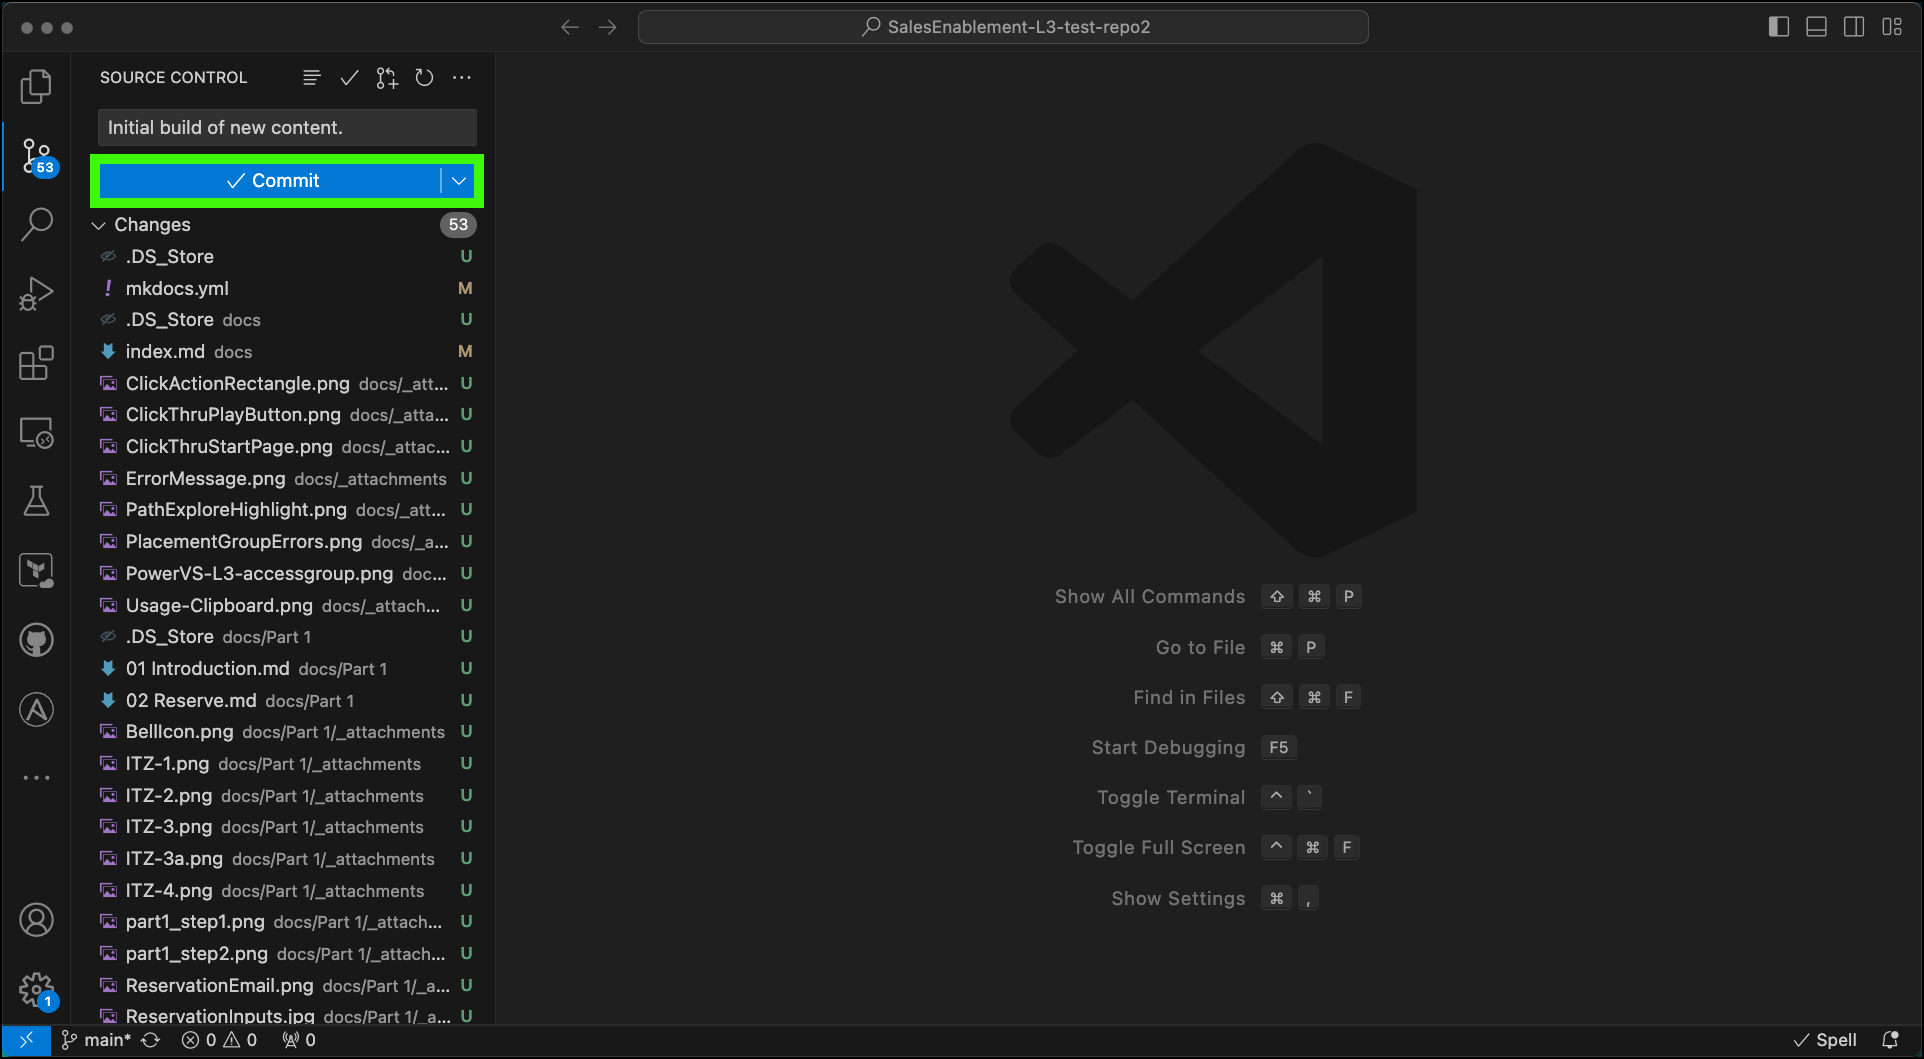 SalesEnablement-L3-test-repo2
SOURCE CONTROL
Initial build of new content.
53
Commit
Changes 53
.DS_Store U
mkdocs.yml M
.DS_Store docs U
index.md docs M
ClickActionRectangle.png docs/_att... U
ClickThruPlayButton.png docs/_atta... U
ClickThruStartPage.png docs/_attac... U
ErrorMessage.png docs/_attachments U
PathExploreHighlight.png docs/_att... U
PlacementGroupErrors.png docs/_a... U
PowerVS-L3-accessgroup.png doc... U
Usage-Clipboard.png docs/_attach... U
.DS_Store docs/Part 1 U
01 Introduction.md docs/Part 1 U
02 Reserve.md docs/Part 1 U
BellIcon.png docs/Part 1/_attachments U
ITZ-1.png docs/Part 1/_attachments U
ITZ-2.png docs/Part 1/_attachments U
ITZ-3.png docs/Part 1/_attachments U
ITZ-3a.png docs/Part 1/_attachments U
ITZ-4.png docs/Part 1/_attachments U
part1_step1.png docs/Part 1/_attach... U
part1_step2.png docs/Part 1/_attach... U
ReservationEmail.png docs/Part 1/_a... U
ReservationInputs.jpg docs/Part 1/_a... U
1
Show All Commands ⇧ ⌘ P
Go to File ⌘ P
Find in Files ⇧ ⌘ F
Start Debugging F5
Toggle Terminal ^ `
Toggle Full Screen ^ ⌘ F
Show Settings ⌘ ,
main* 0 0 0 Spell